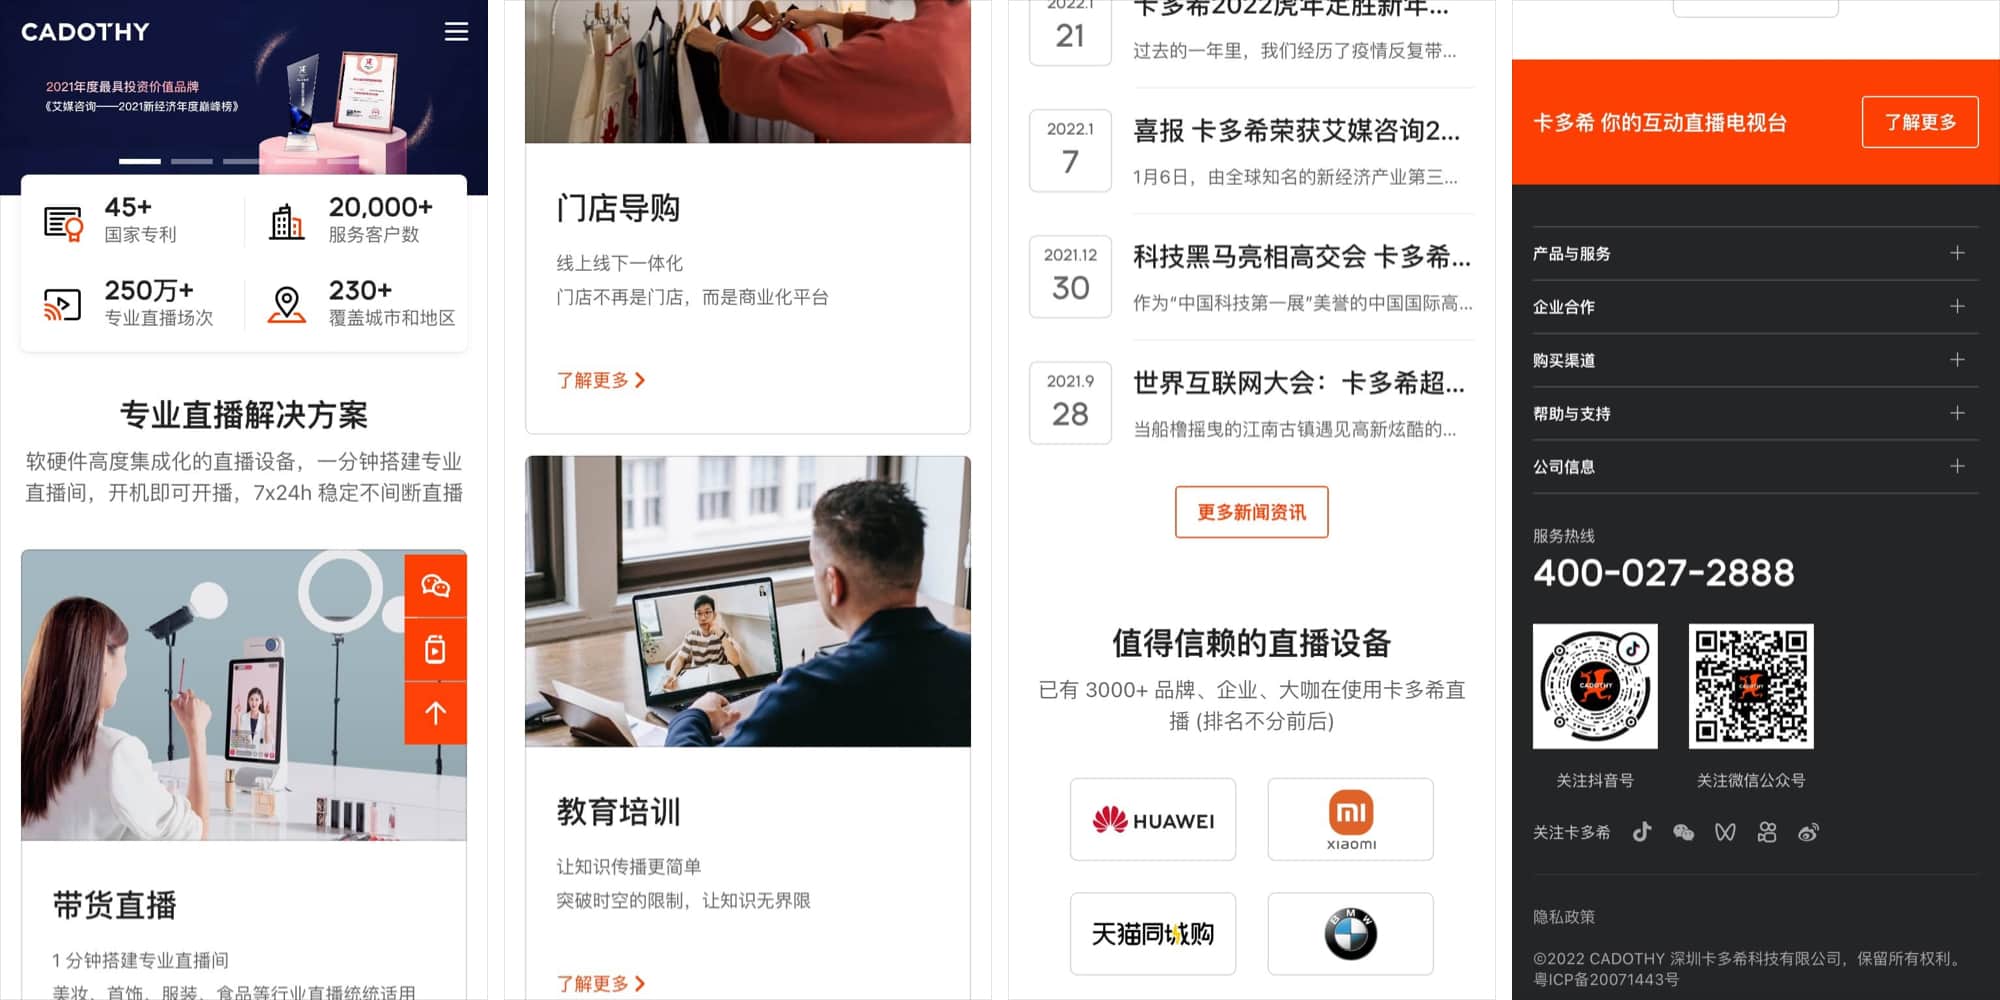 CADOTHY
2021年度最具投资价值品牌
《艾媒咨询——2021新经济年度巅峰榜》
45+
国家专利
20,000+
服务客户数
250万+
专业直播场次
230+
覆盖城市和地区
专业直播解决方案
软硬件高度集成化的直播设备，一分钟搭建专业
直播间，开机即可开播，7x24h 稳定不间断直播
带货直播
1 分钟搭建专业直播间
美妆、首饰、服装、食品等行业直播统统适用
门店导购
线上线下一体化
门店不再是门店，而是商业化平台
了解更多
教育培训
让知识传播更简单
突破时空的限制，让知识无界限
了解更多
2022.1
21
卡多希2022虎年定胜新年...
过去的一年里，我们经历了疫情反复带...
2022.1
7
喜报 卡多希荣获艾媒咨询2...
1月6日，由全球知名的新经济产业第三...
2021.12
30
科技黑马亮相高交会 卡多希...
作为“中国科技第一展”美誉的中国国际高...
2021.9
28
世界互联网大会：卡多希超...
当船橹摇曳的江南古镇遇见高新炫酷的...
更多新闻资讯
值得信赖的直播设备
已有 3000+ 品牌、企业、大咖在使用卡多希直
播 (排名不分前后)
HUAWEI
xiaomi
天猫同城购
BMW
卡多希 你的互动直播电视台
了解更多
产品与服务
企业合作
购买渠道
帮助与支持
公司信息
服务热线
400-027-2888
CADOTHY
CADOTHY
关注抖音号
关注微信公众号
关注卡多希
隐私政策
©2022 CADOTHY 深圳卡多希科技有限公司，保留所有权利。
粤ICP备20071443号